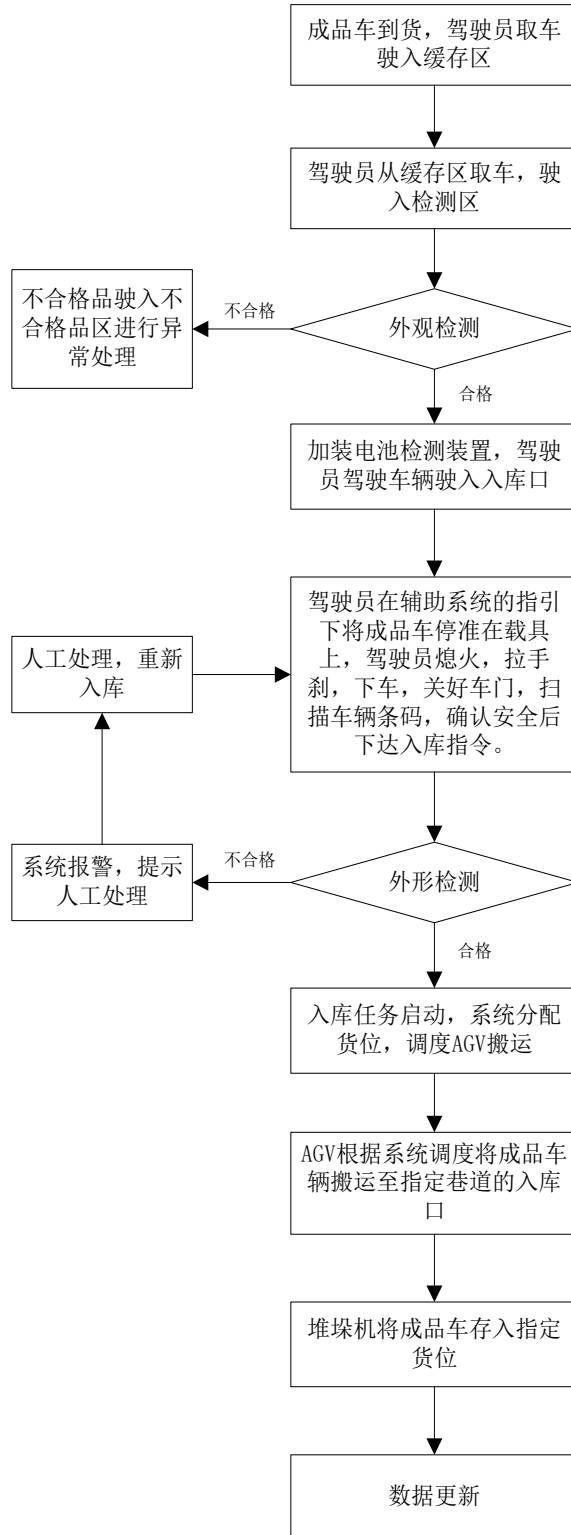 成品车到货，驾驶员取车
驶入缓存区
驾驶员从缓存区取车，驶
入检测区
不合格品驶入不
合格品区进行异
常处理
不合格
外观检测
合格
加装电池检测装置，驾驶
员驾驶车辆驶入入库口
驾驶员在辅助系统的指引
下将成品车停准在载具
上，驾驶员熄火，拉手
刹，下车，关好车门，扫
描车辆条码，确认安全后
下达入库指令。
人工处理，重新
入库
系统报警，提示
人工处理
不合格
外形检测
合格
入库任务启动，系统分配
货位，调度AGV搬运
AGV根据系统调度将成品车
辆搬运至指定巷道的入库
口
堆垛机将成品车存入指定
货位
数据更新